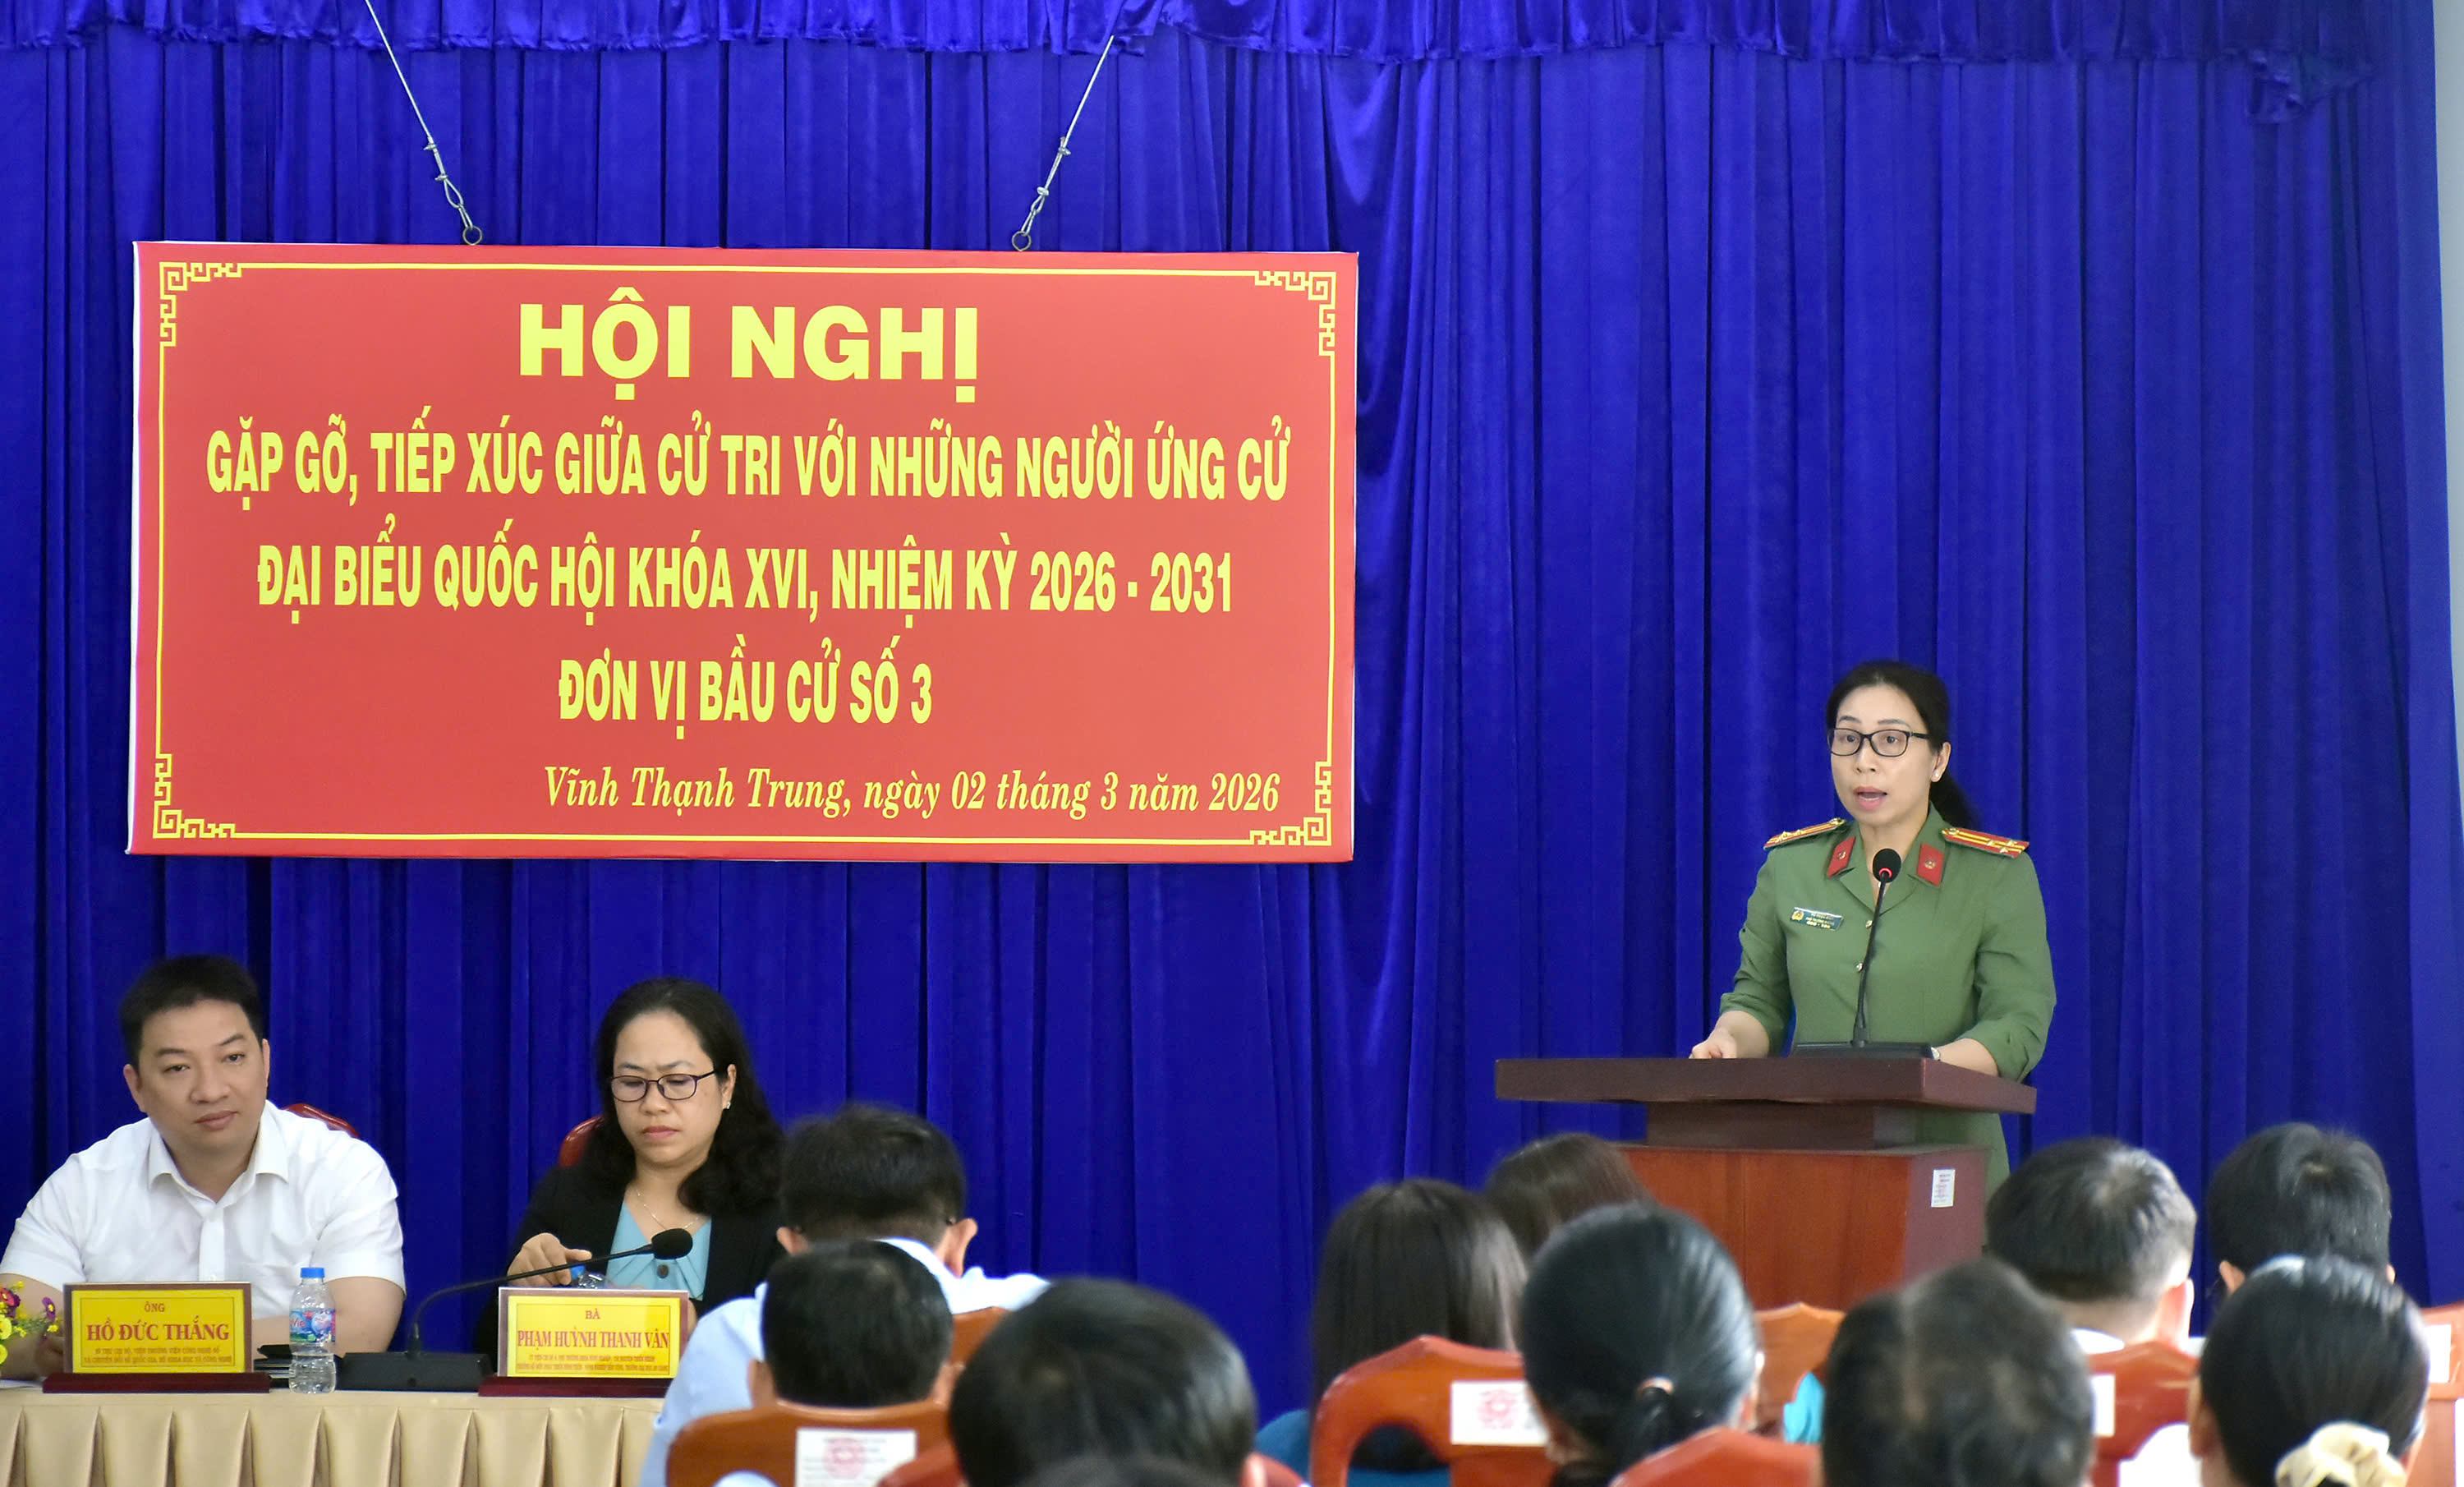 HỘI NGHỊ
GẶP GỠ, TIẾP XÚC GIỮA CỬ TRI VỚI NHỮNG NGƯỜI ỨNG CỬ
ĐẠI BIỂU QUỐC HỘI KHÓA XVI, NHIỆM KỲ 2026 - 2031
ĐƠN VỊ BẦU CỬ SỐ 3
Vĩnh Thạnh Trung, ngày 02 tháng 3 năm 2026
ÔNG
HỒ ĐỨC THẮNG
BÀ
PHẠM HUỲNH THANH VÂN